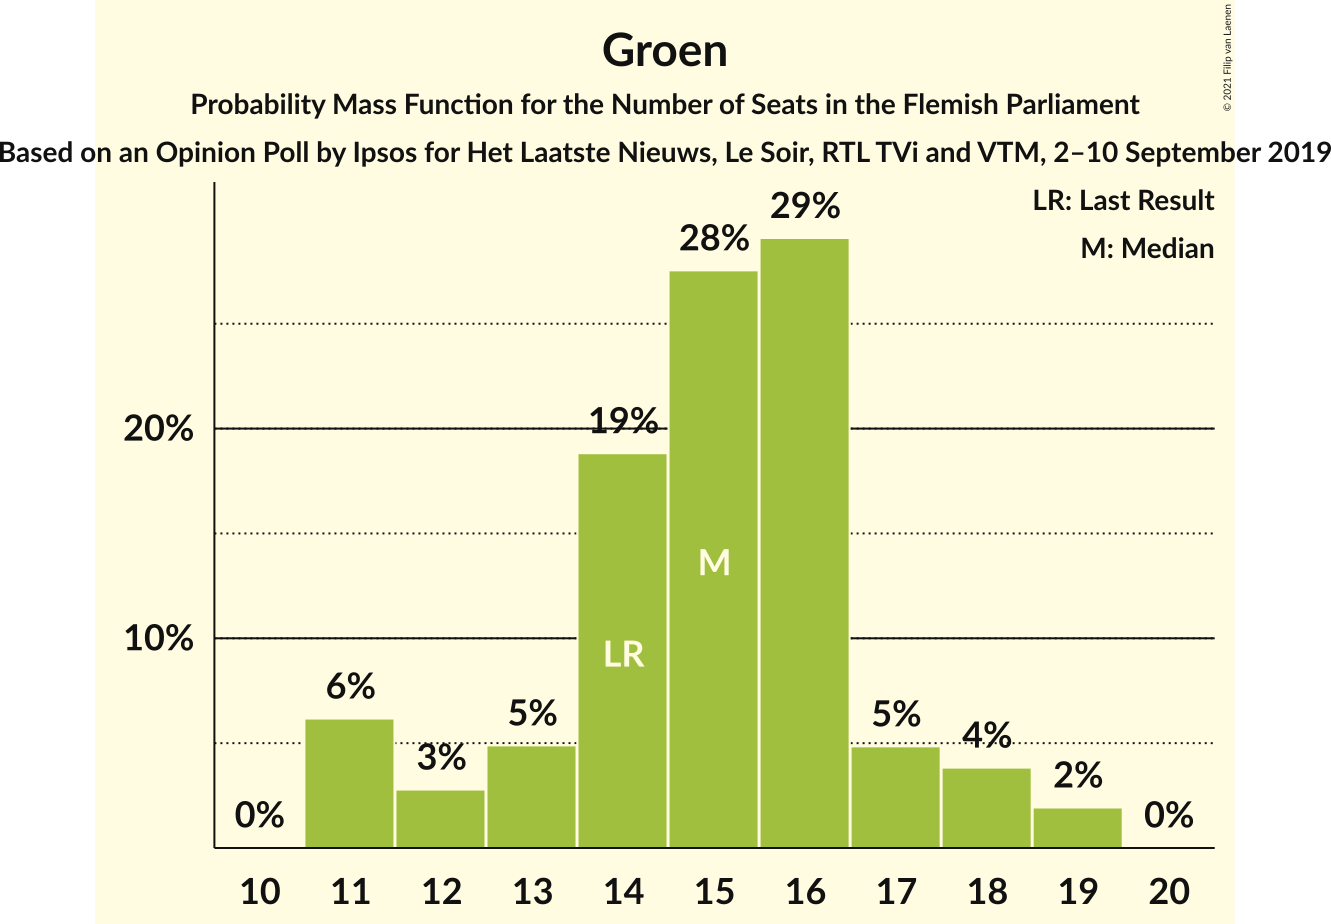 Groen
Probability Mass Function for the Number of Seats in the Flemish Parliament
Based on an Opinion Poll by Ipsos for Het Laatste Nieuws, Le Soir, RTL TVi and VTM, 2–10 September 2019
© 2021 Filip van Laenen
LR: Last Result
M: Median
29%
28%
20%
19%
M
10%
LR
6%
5%
5%
4%
3%
2%
0%
0%
10 11 12 13 14 15 16 17 18 19 20